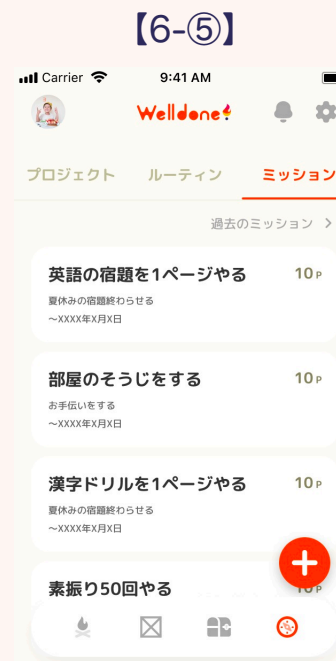 【6-⑤】
Carrier
9:41 AM
Welldone!
プロジェクト ルーティン ミッション
過去のミッション >
英語の宿題を1ページやる 10 P
夏休みの宿題終わらせる
〜XXXX年X月X日
部屋のそうじをする 10 P
お手伝いをする
〜XXXX年X月X日
漢字ドリルを1ページやる 10 P
夏休みの宿題終わらせる
〜XXXX年X月X日
素振り50回やる 10 P